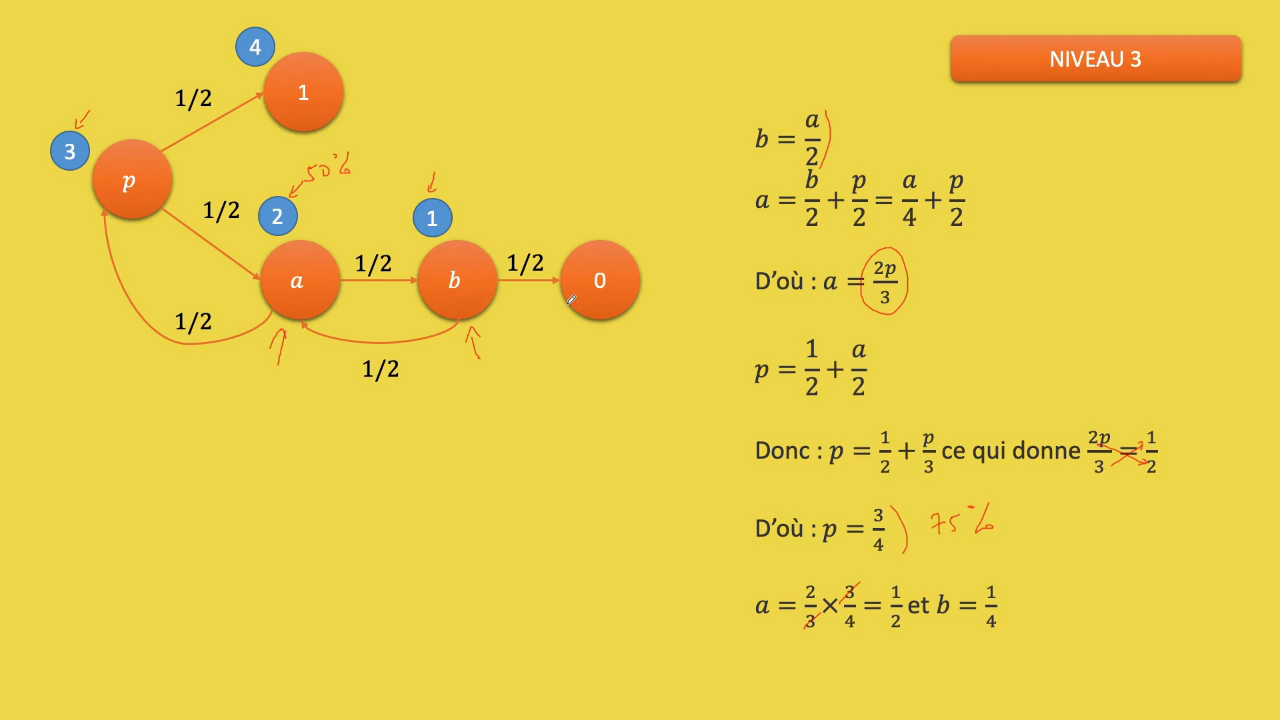 4
1
1/2
3
p
50%
1/2
2
1
a
1/2
b
1/2
0
1/2
1/2
NIVEAU 3
b = a/2
a = b/2 + p/2 = a/4 + p/2
D'où : a = 2p/3
p = 1/2 + a/2
Donc : p = 1/2 + p/3 ce qui donne 2p/3 = 1/2
D'où : p = 3/4 75%
a = 2/3 × 3/4 = 1/2 et b = 1/4